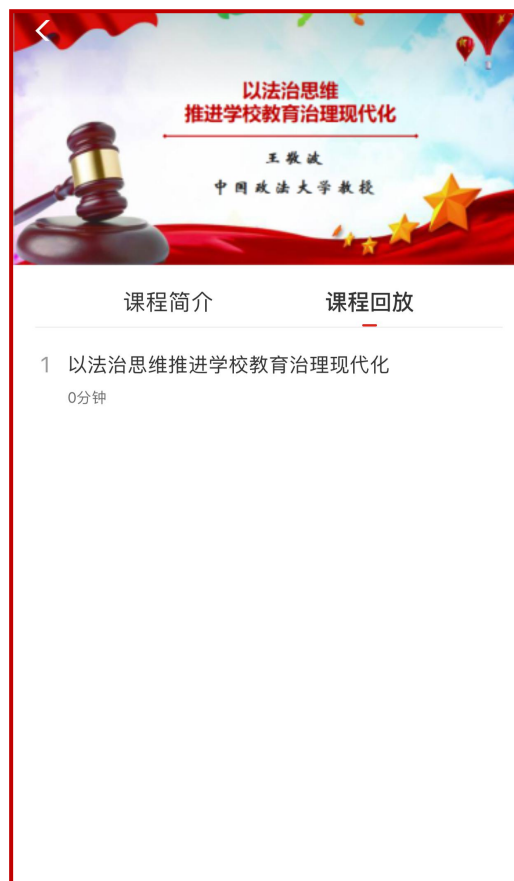 以法治思维
推进学校教育治理现代化
王敬波
中国政法大学教授
课程简介
课程回放
1 以法治思维推进学校教育治理现代化
0分钟